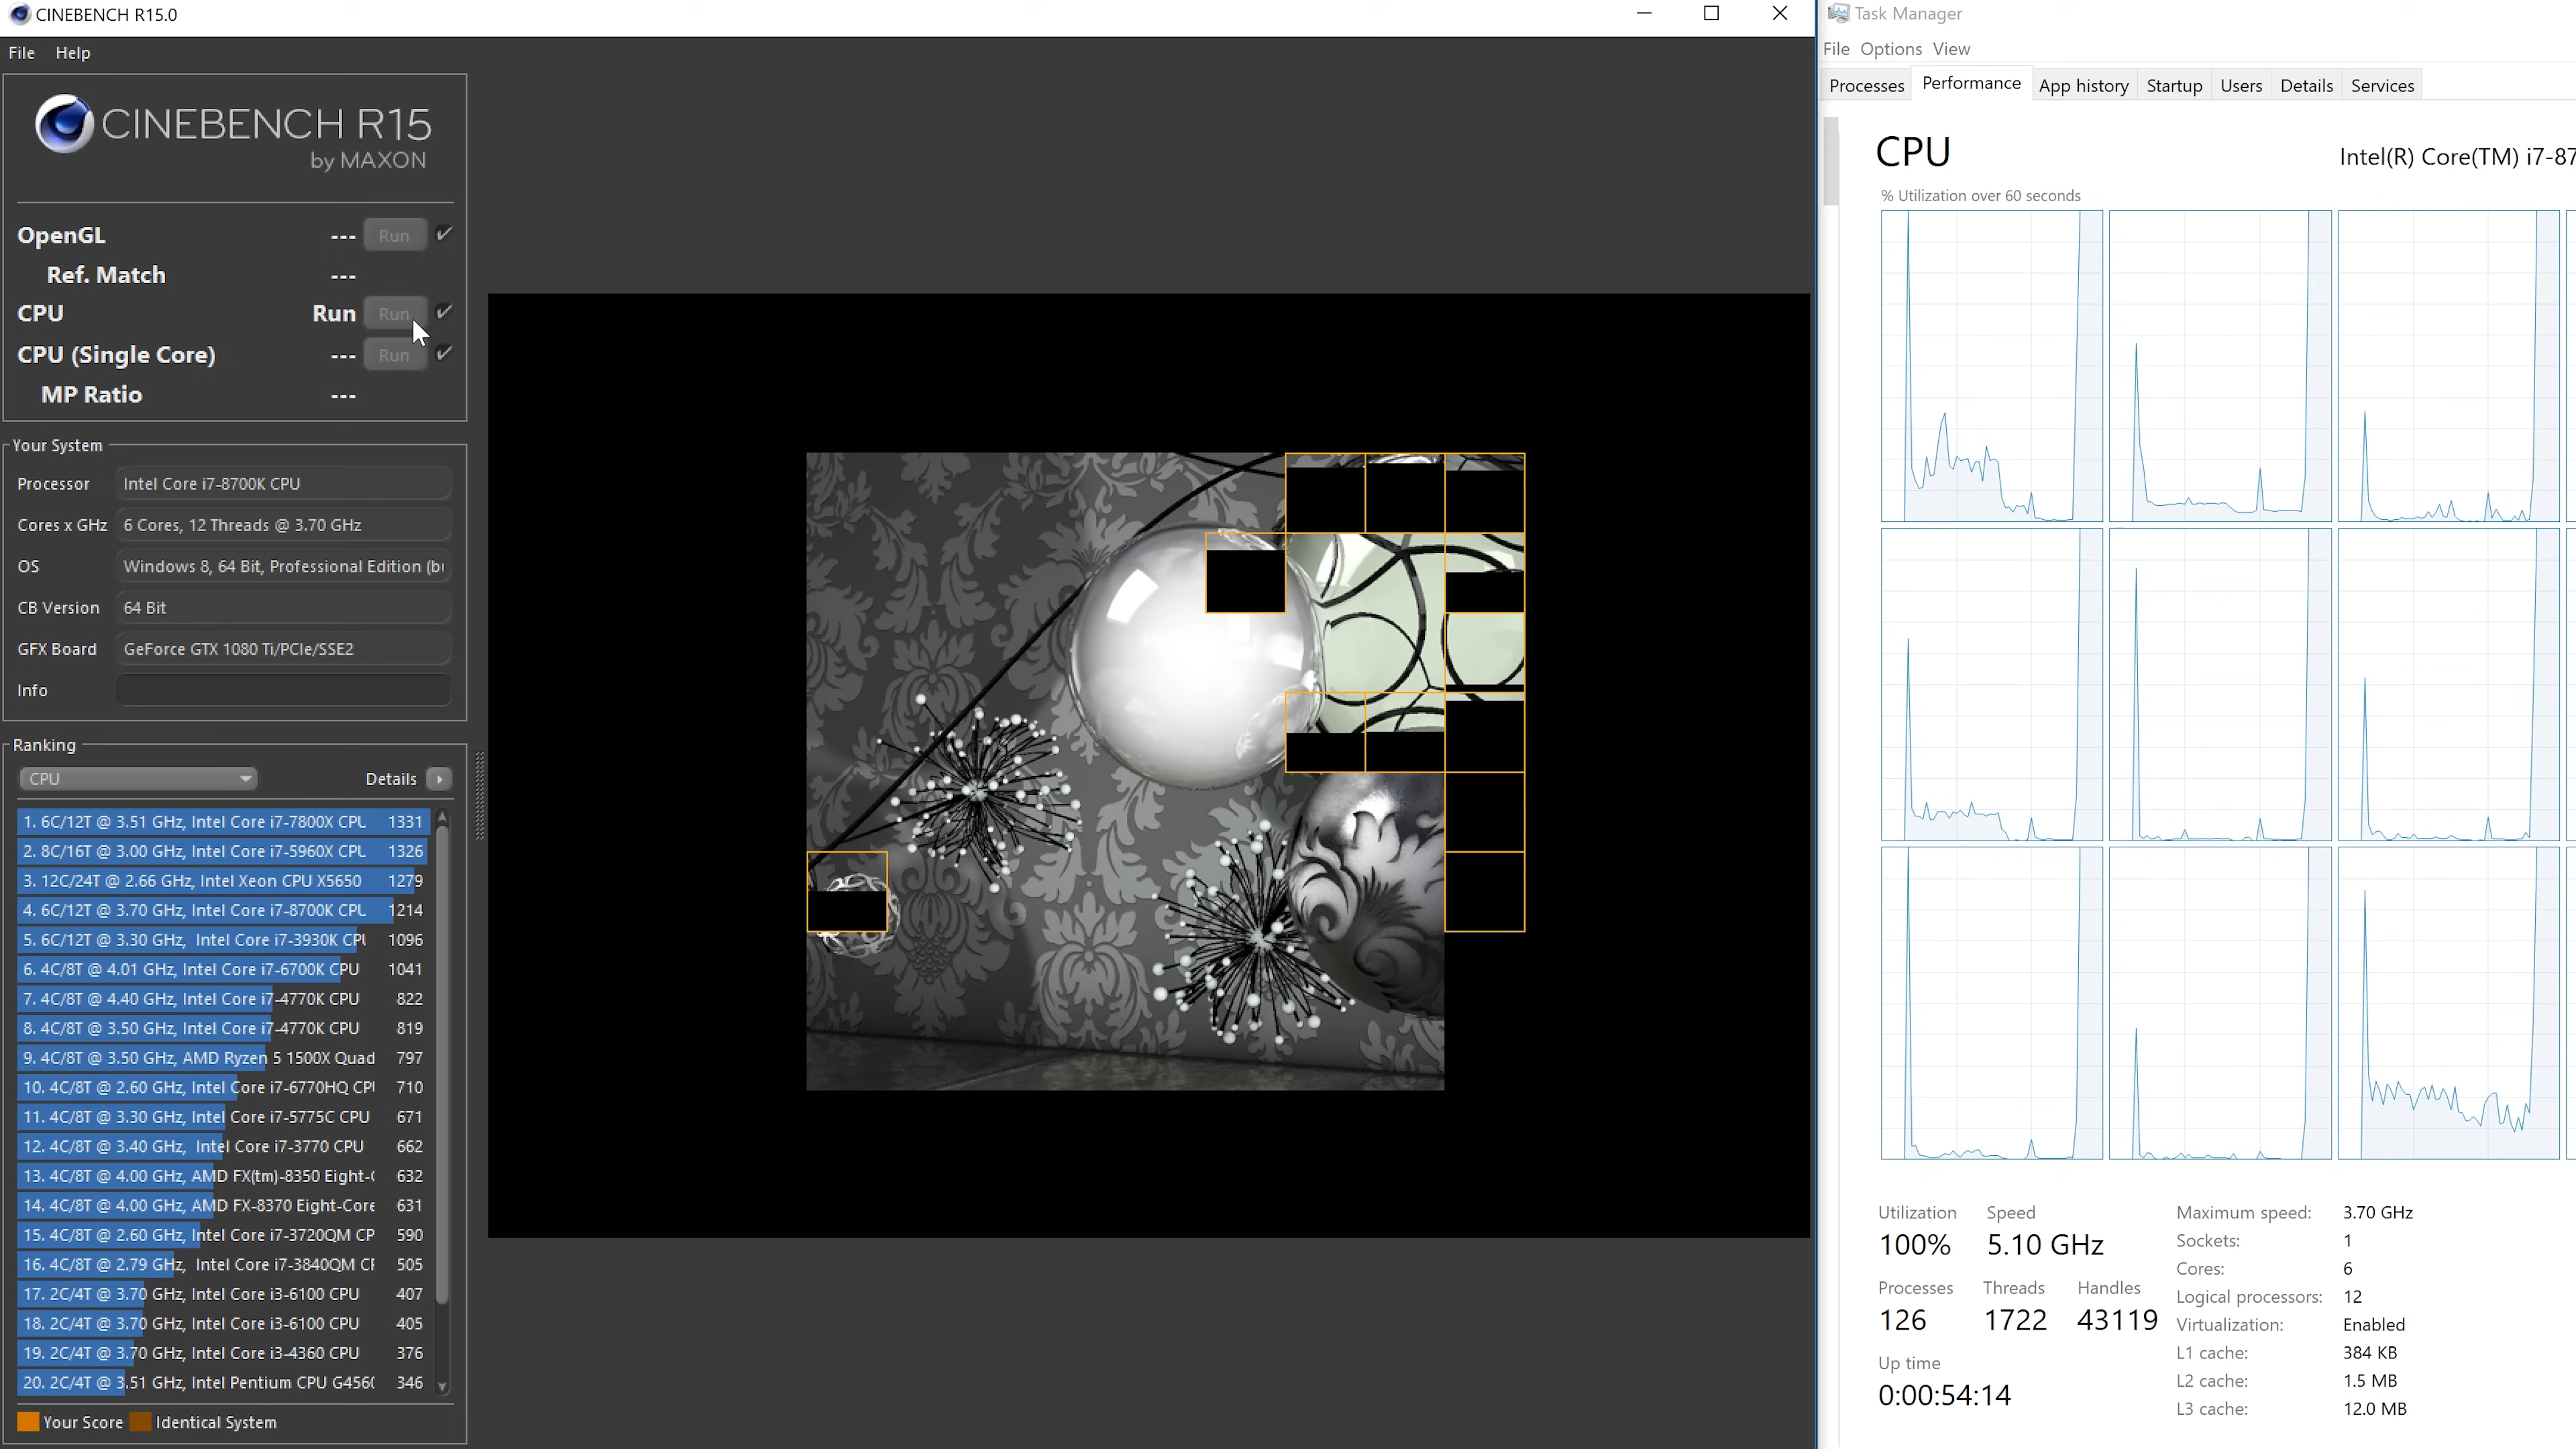 CINEBENCH R15.0
File Help
CINEBENCH R15
by MAXON
OpenGL --- Run
Ref. Match ---
CPU Run Run
CPU (Single Core) --- Run
MP Ratio ---
Your System
Processor Intel Core i7-8700K CPU
Cores x GHz 6 Cores, 12 Threads @ 3.70 GHz
OS Windows 8, 64 Bit, Professional Edition (bu
CB Version 64 Bit
GFX Board GeForce GTX 1080 Ti/PCIe/SSE2
Info
Ranking
CPU Details
1. 6C/12T @ 3.51 GHz, Intel Core i7-7800X CPU 1331
2. 8C/16T @ 3.00 GHz, Intel Core i7-5960X CPU 1326
3. 12C/24T @ 2.66 GHz, Intel Xeon CPU X5650 1279
4. 6C/12T @ 3.70 GHz, Intel Core i7-8700K CPU 1214
5. 6C/12T @ 3.30 GHz, Intel Core i7-3930K CPU 1096
6. 4C/8T @ 4.01 GHz, Intel Core i7-6700K CPU 1041
7. 4C/8T @ 4.40 GHz, Intel Core i7-4770K CPU 822
8. 4C/8T @ 3.50 GHz, Intel Core i7-4770K CPU 819
9. 4C/8T @ 3.50 GHz, AMD Ryzen 5 1500X Quad 797
10. 4C/8T @ 2.60 GHz, Intel Core i7-6770HQ CPU 710
11. 4C/8T @ 3.30 GHz, Intel Core i7-5775C CPU 671
12. 4C/8T @ 3.40 GHz, Intel Core i7-3770 CPU 662
13. 4C/8T @ 4.00 GHz, AMD FX(tm)-8350 Eight-C 632
14. 4C/8T @ 4.00 GHz, AMD FX-8370 Eight-Core 631
15. 4C/8T @ 2.60 GHz, Intel Core i7-3720QM CP 590
16. 4C/8T @ 2.79 GHz, Intel Core i7-3840QM CP 505
17. 2C/4T @ 3.70 GHz, Intel Core i3-6100 CPU 407
18. 2C/4T @ 3.70 GHz, Intel Core i3-6100 CPU 405
19. 2C/4T @ 3.70 GHz, Intel Core i3-4360 CPU 376
20. 2C/4T @ 3.51 GHz, Intel Pentium CPU G4560 346
Your Score Identical System
Task Manager
File Options View
Processes Performance App history Startup Users Details Services
CPU Intel(R) Core(TM) i7-87
% Utilization over 60 seconds
Utilization Speed
100% 5.10 GHz
Processes Threads Handles
126 1722 43119
Up time
0:00:54:14
Maximum speed: 3.70 GHz
Sockets: 1
Cores: 6
Logical processors: 12
Virtualization: Enabled
L1 cache: 384 KB
L2 cache: 1.5 MB
L3 cache: 12.0 MB